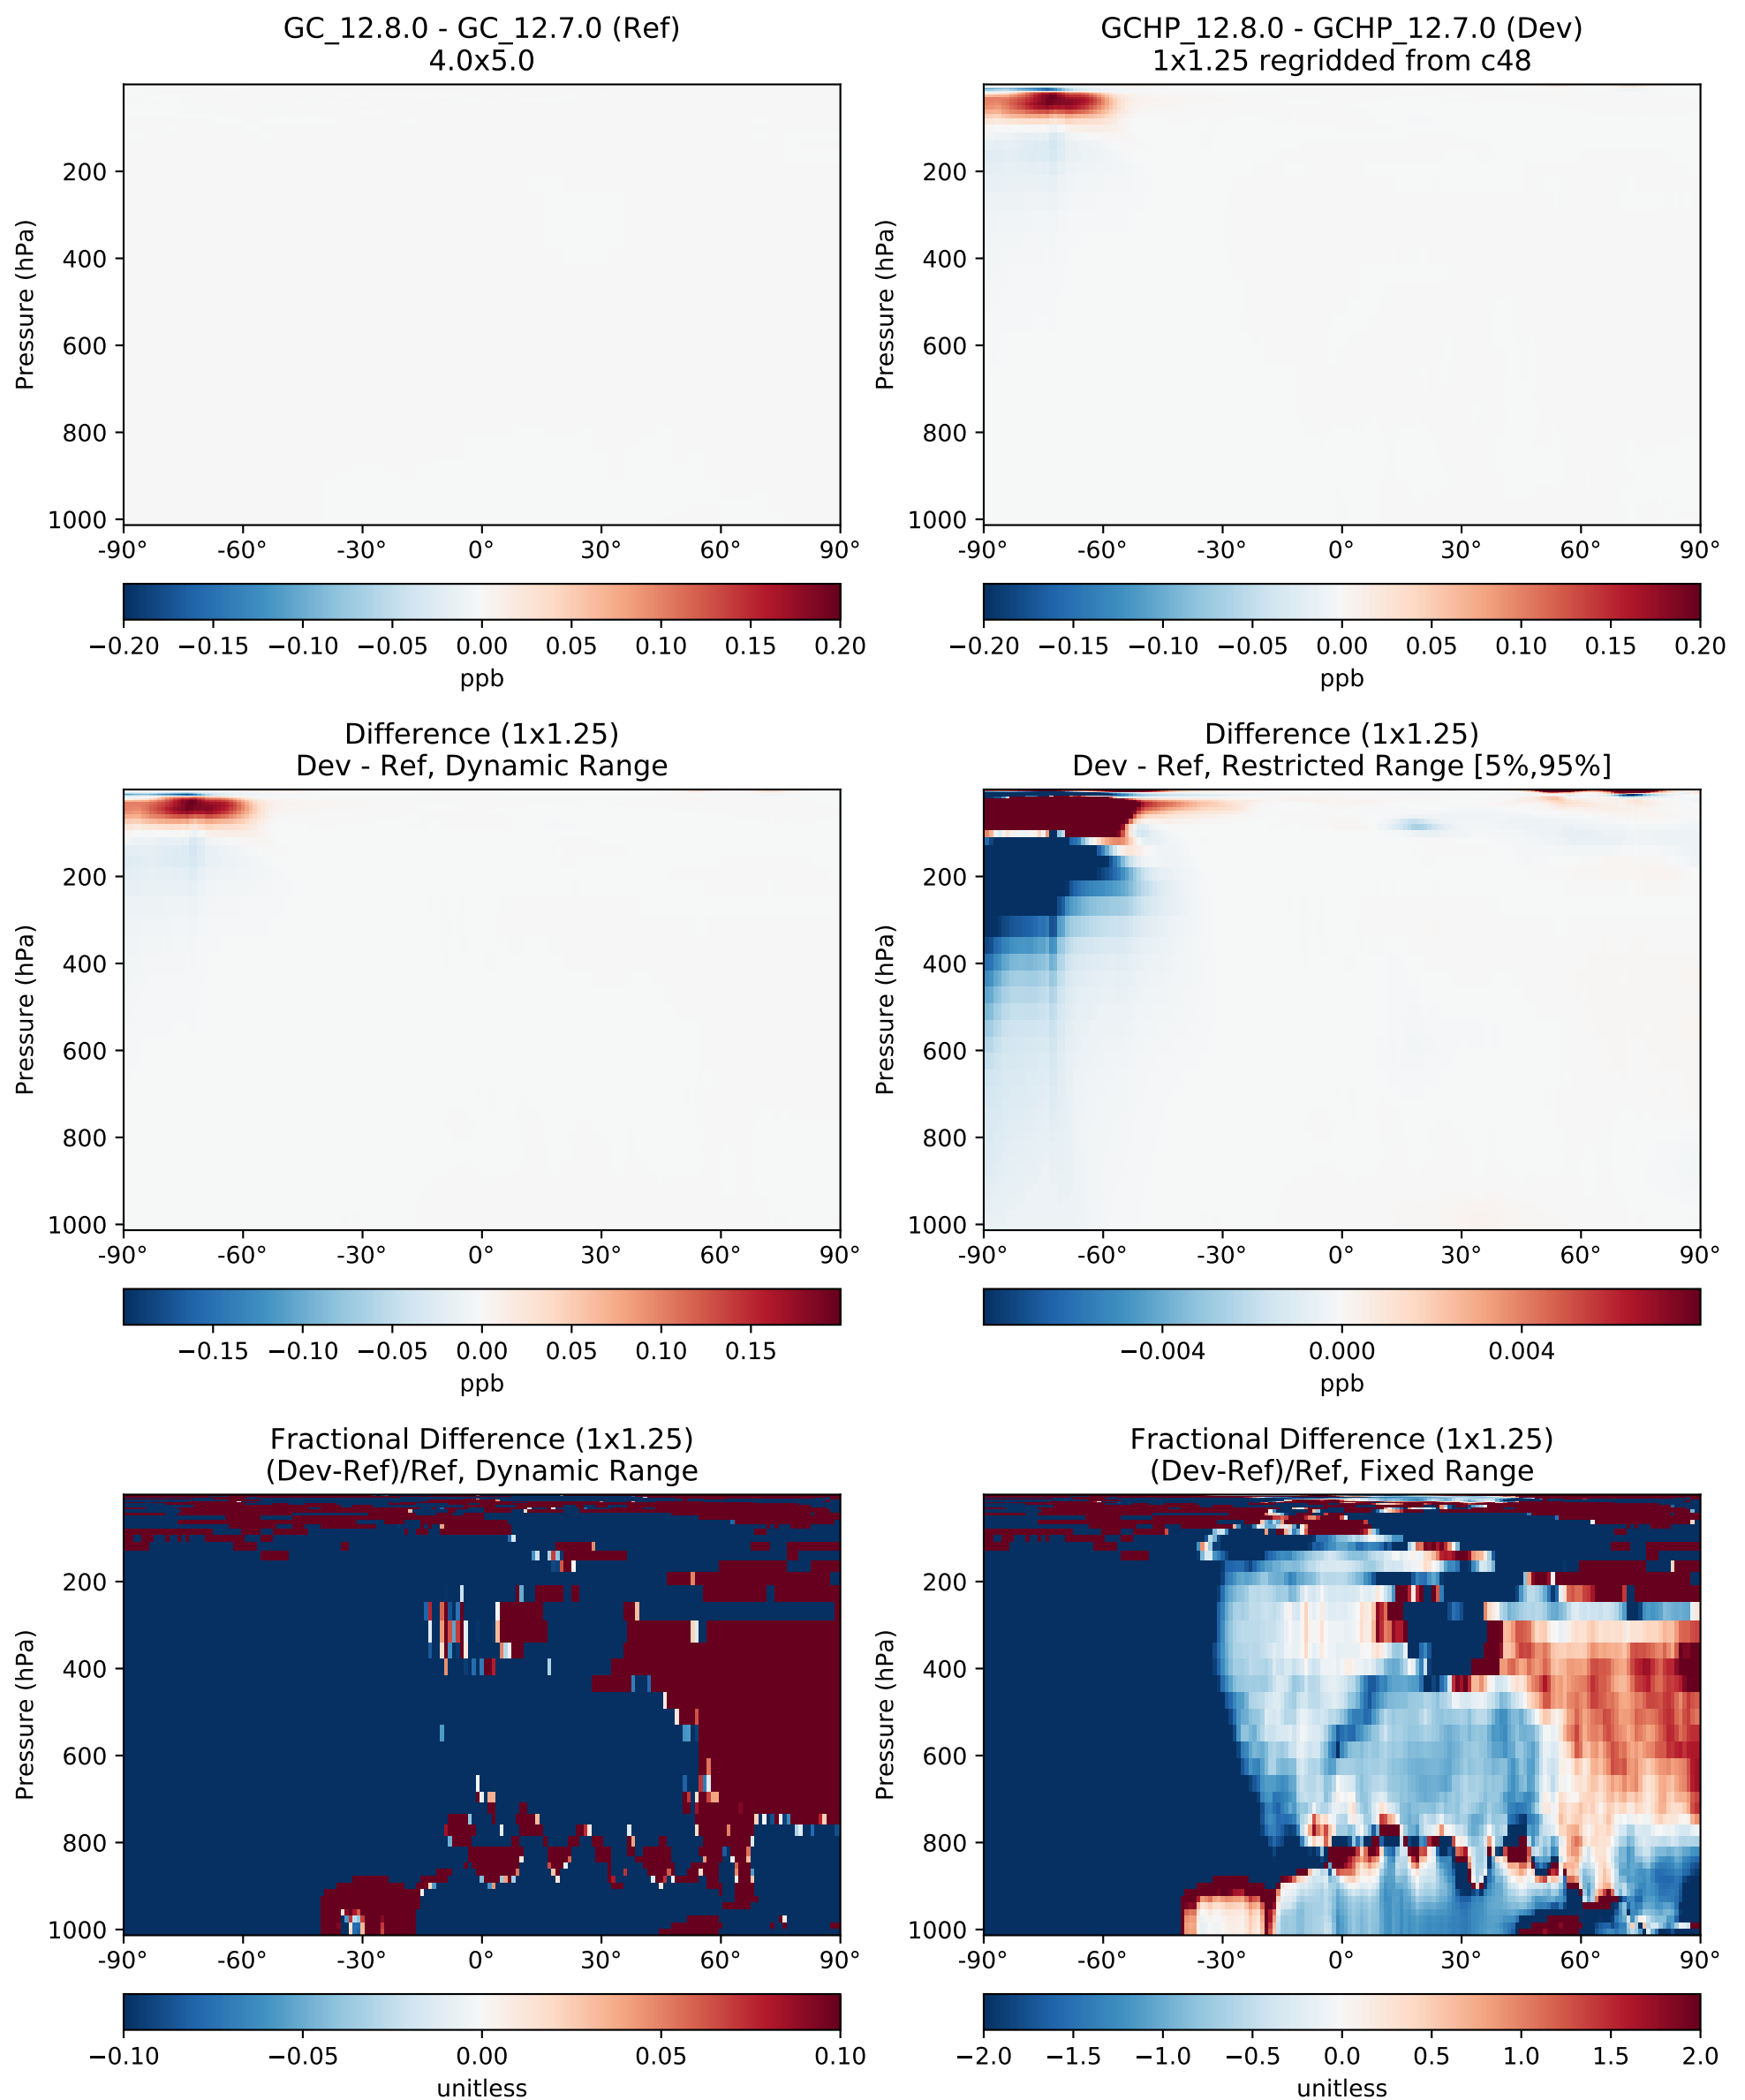 GC_12.8.0 - GC_12.7.0 (Ref)
4.0x5.0
Pressure (hPa)
200
400
600
800
1000
-90° -60° -30° 0° 30° 60° 90°
−0.20 −0.15 −0.10 −0.05 0.00 0.05 0.10 0.15 0.20
ppb
GCHP_12.8.0 - GCHP_12.7.0 (Dev)
1x1.25 regridded from c48
Pressure (hPa)
200
400
600
800
1000
-90° -60° -30° 0° 30° 60° 90°
−0.20 −0.15 −0.10 −0.05 0.00 0.05 0.10 0.15 0.20
ppb
Difference (1x1.25)
Dev - Ref, Dynamic Range
Pressure (hPa)
200
400
600
800
1000
-90° -60° -30° 0° 30° 60° 90°
−0.15 −0.10 −0.05 0.00 0.05 0.10 0.15
ppb
Difference (1x1.25)
Dev - Ref, Restricted Range [5%,95%]
Pressure (hPa)
200
400
600
800
1000
-90° -60° -30° 0° 30° 60° 90°
−0.004 0.000 0.004
ppb
Fractional Difference (1x1.25)
(Dev-Ref)/Ref, Dynamic Range
Pressure (hPa)
200
400
600
800
1000
-90° -60° -30° 0° 30° 60° 90°
−0.10 −0.05 0.00 0.05 0.10
unitless
Fractional Difference (1x1.25)
(Dev-Ref)/Ref, Fixed Range
Pressure (hPa)
200
400
600
800
1000
-90° -60° -30° 0° 30° 60° 90°
−2.0 −1.5 −1.0 −0.5 0.0 0.5 1.0 1.5 2.0
unitless